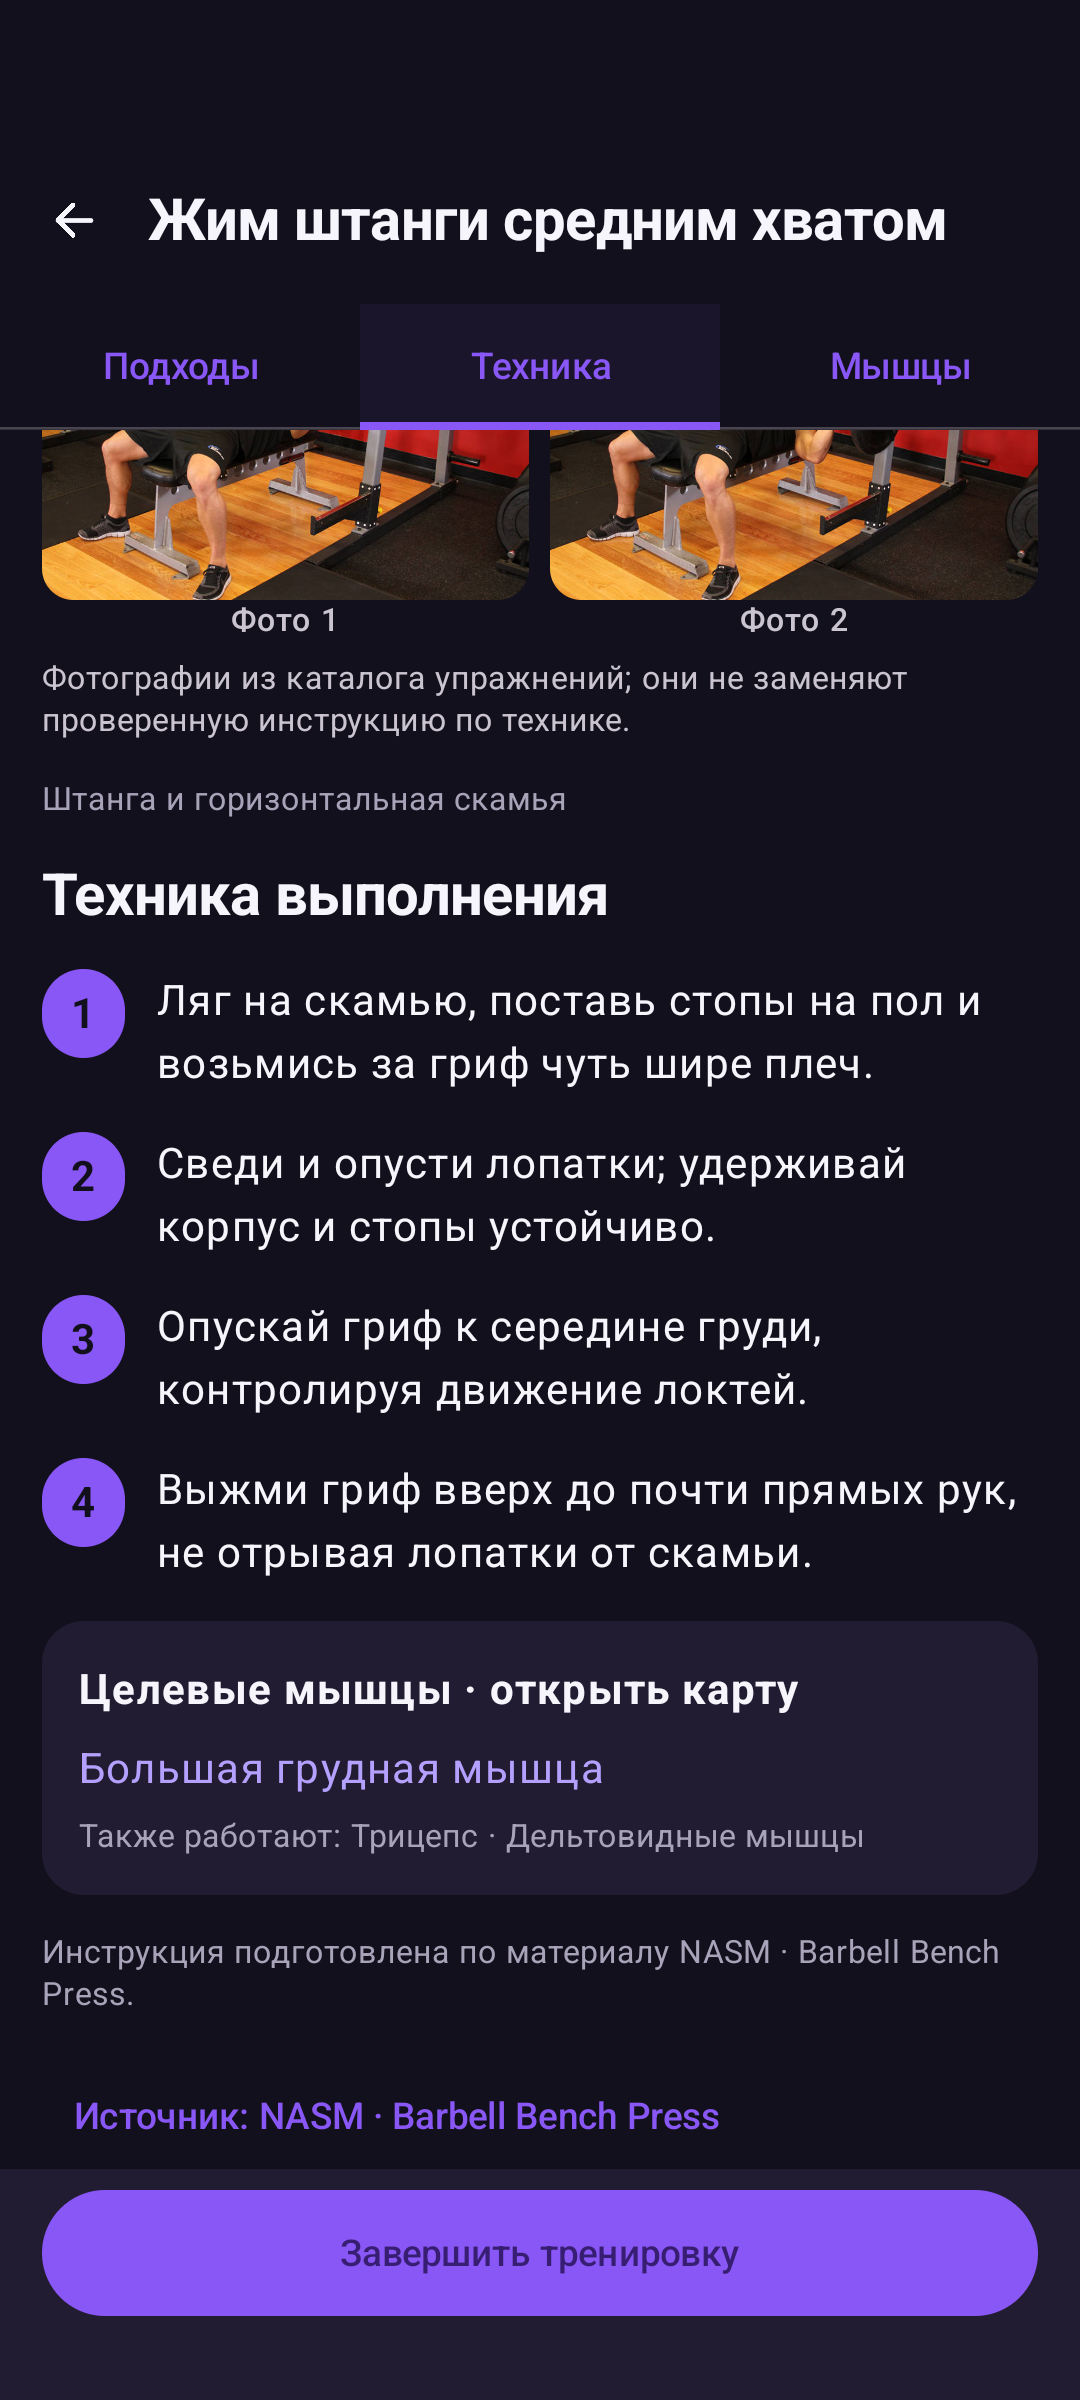 Жим штанги средним хватом
Подходы
Техника
Мышцы
Фото 1
Фото 2
Фотографии из каталога упражнений; они не заменяют
проверенную инструкцию по технике.
Штанга и горизонтальная скамья
Техника выполнения
1
Ляг на скамью, поставь стопы на пол и
возьмись за гриф чуть шире плеч.
2
Сведи и опусти лопатки; удерживай
корпус и стопы устойчиво.
3
Опускай гриф к середине груди,
контролируя движение локтей.
4
Выжми гриф вверх до почти прямых рук,
не отрывая лопатки от скамьи.
Целевые мышцы · открыть карту
Большая грудная мышца
Также работают: Трицепс · Дельтовидные мышцы
Инструкция подготовлена по материалу NASM · Barbell Bench
Press.
Источник: NASM · Barbell Bench Press
Завершить тренировку